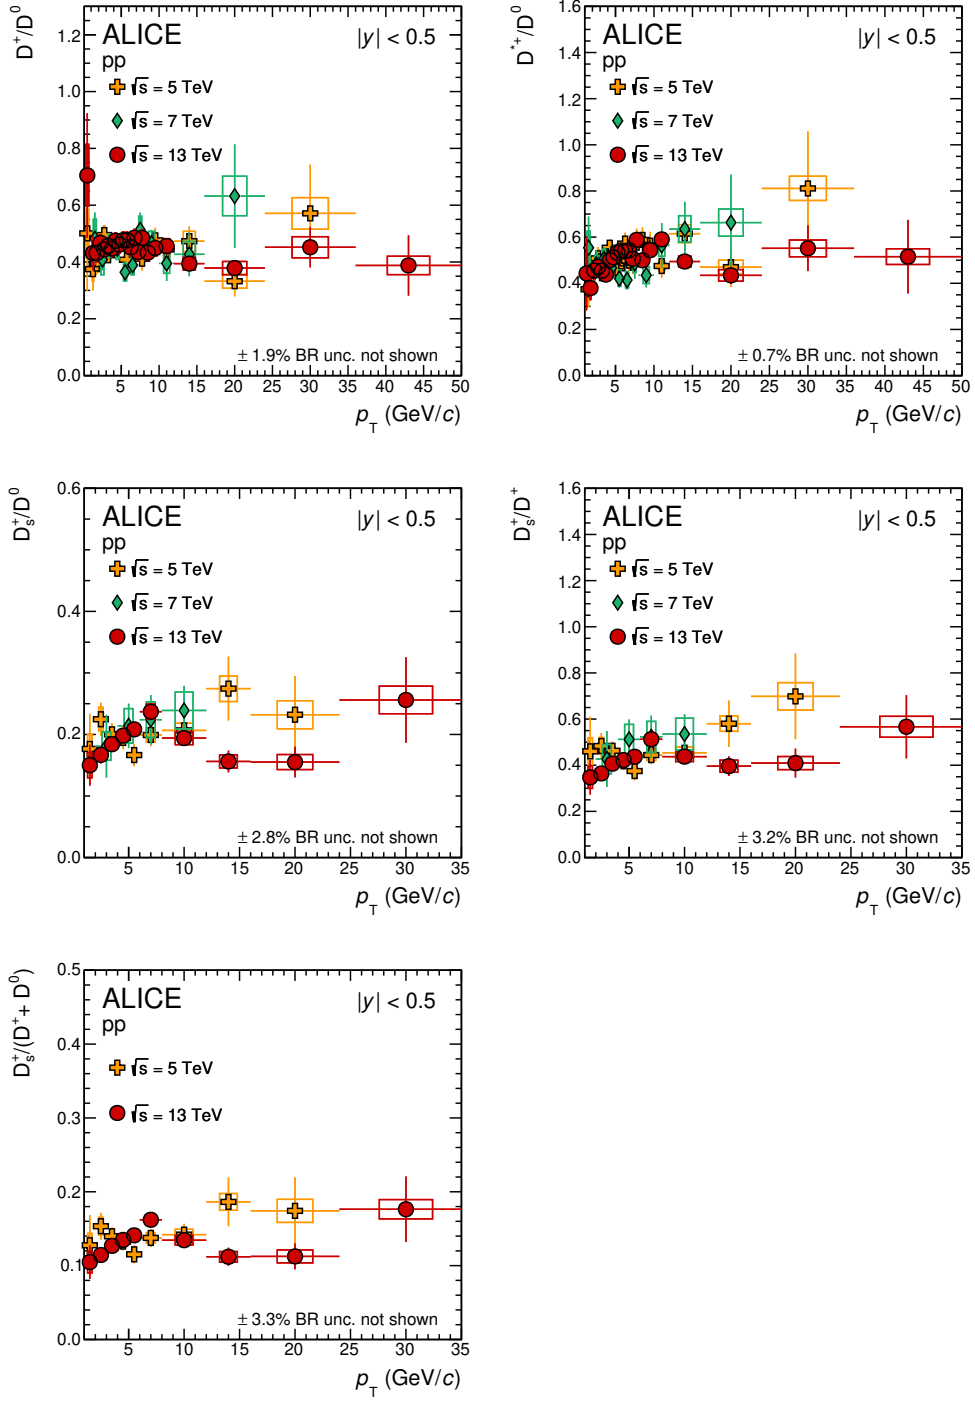 D⁺/D⁰
ALICE
|y| < 0.5
pp
√s = 5 TeV
√s = 7 TeV
√s = 13 TeV
1.2
1.0
0.8
0.6
0.4
0.2
0.0
± 1.9% BR unc. not shown
5 10 15 20 25 30 35 40 45 50
p_T (GeV/c)
D*⁺/D⁰
ALICE
|y| < 0.5
pp
√s = 5 TeV
√s = 7 TeV
√s = 13 TeV
1.6
1.4
1.2
1.0
0.8
0.6
0.4
0.2
0.0
± 0.7% BR unc. not shown
5 10 15 20 25 30 35 40 45 50
p_T (GeV/c)
D_s⁺/D⁰
ALICE
|y| < 0.5
pp
√s = 5 TeV
√s = 7 TeV
√s = 13 TeV
0.6
0.4
0.2
0.0
± 2.8% BR unc. not shown
5 10 15 20 25 30 35
p_T (GeV/c)
D_s⁺/D⁺
ALICE
|y| < 0.5
pp
√s = 5 TeV
√s = 7 TeV
√s = 13 TeV
1.6
1.4
1.2
1.0
0.8
0.6
0.4
0.2
0.0
± 3.2% BR unc. not shown
5 10 15 20 25 30 35
p_T (GeV/c)
D_s⁺/(D⁺ + D⁰)
ALICE
|y| < 0.5
pp
√s = 5 TeV
√s = 13 TeV
0.5
0.4
0.3
0.2
0.1
0.0
± 3.3% BR unc. not shown
5 10 15 20 25 30 35
p_T (GeV/c)